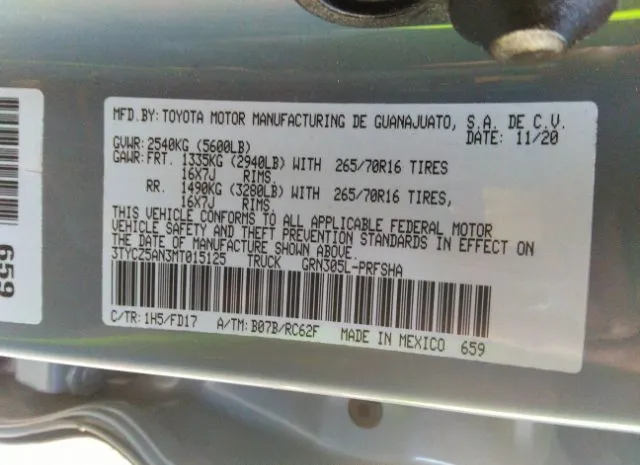 MFD.BY: TOYOTA MOTOR MANUFACTURING DE GUANAJUATO, S.A. DE C.V.
DATE: 11/20
GVWR: 2540KG (5600LB)
GAWR: FRT. 1335KG (2940LB) WITH 265/70R16 TIRES
16X7J RIMS,
RR. 1490KG (3280LB) WITH 265/70R16 TIRES,
16X7J RIMS,
THIS VEHICLE CONFORMS TO ALL APPLICABLE FEDERAL MOTOR
VEHICLE SAFETY AND THEFT PREVENTION STANDARDS IN EFFECT ON
THE DATE OF MANUFACTURE SHOWN ABOVE.
3TYCZ5AN3MT015125 TRUCK GRN305L-PRFSHA
C/TR: 1H5/FD17 A/TM: B07B/RC62F MADE IN MEXICO 659
659